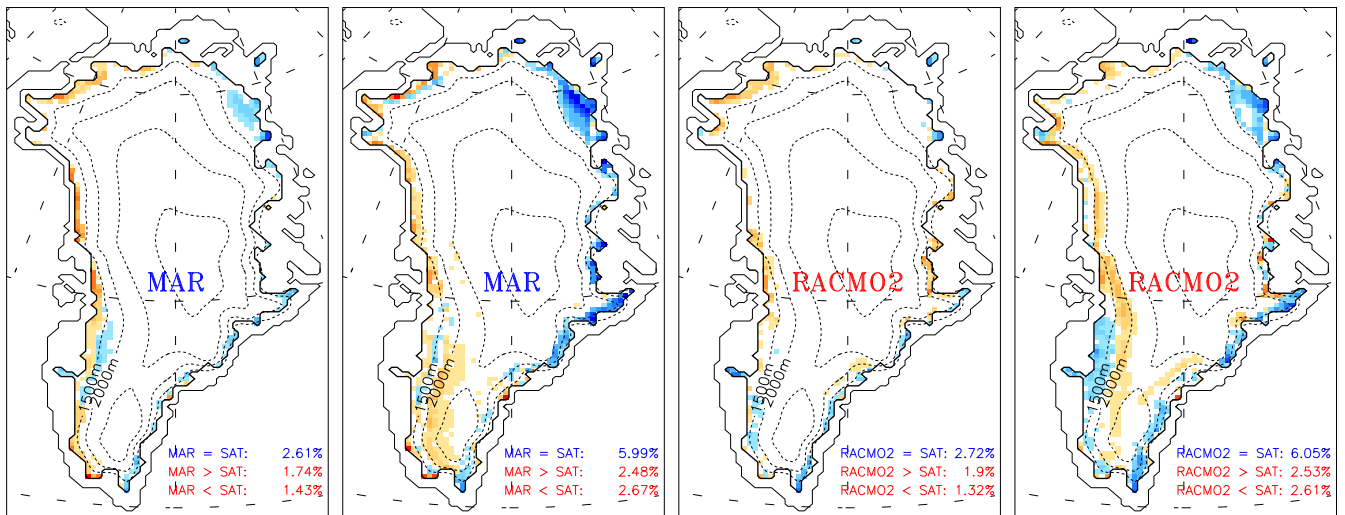 MAR
1500m
2000m
MAR = SAT: 2.61%
MAR > SAT: 1.74%
MAR < SAT: 1.43%
MAR
1500m
2000m
MAR = SAT: 5.99%
MAR > SAT: 2.48%
MAR < SAT: 2.67%
RACMO2
1500m
2000m
RACMO2 = SAT: 2.72%
RACMO2 > SAT: 1.9%
RACMO2 < SAT: 1.32%
RACMO2
1500m
2000m
RACMO2 = SAT: 6.05%
RACMO2 > SAT: 2.53%
RACMO2 < SAT: 2.61%